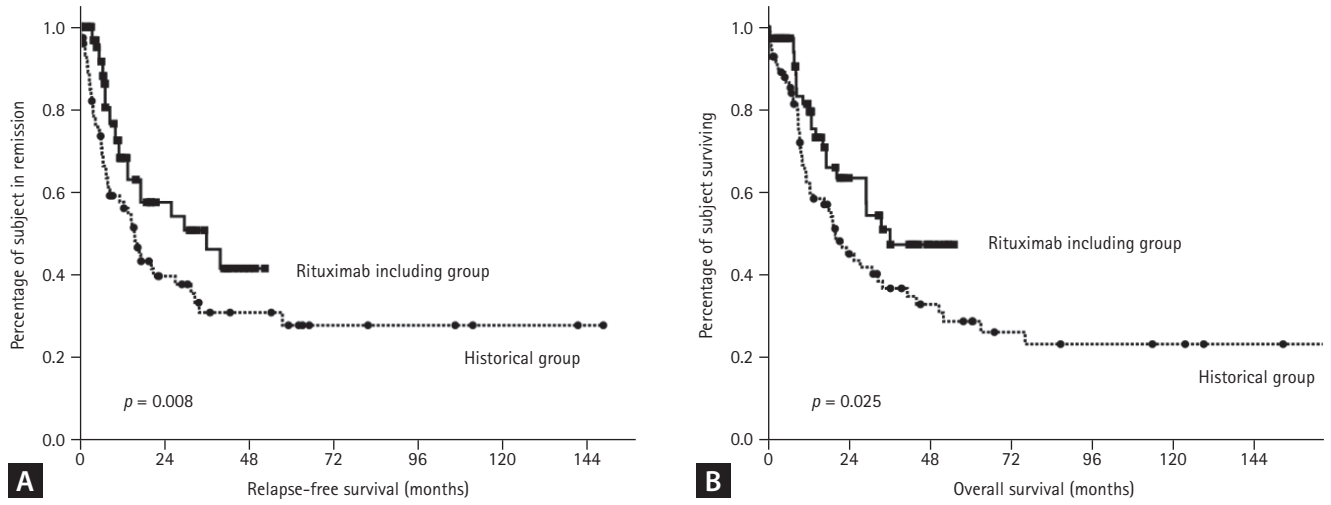 Percentage of subject in remission
1.0
0.8
0.6
0.4
0.2
0.0
Rituximab including group
Historical group
p = 0.008
0 24 48 72 96 120 144
Relapse-free survival (months)
A
Percentage of subject surviving
1.0
0.8
0.6
0.4
0.2
0.0
Rituximab including group
Historical group
p = 0.025
0 24 48 72 96 120 144
Overall survival (months)
B